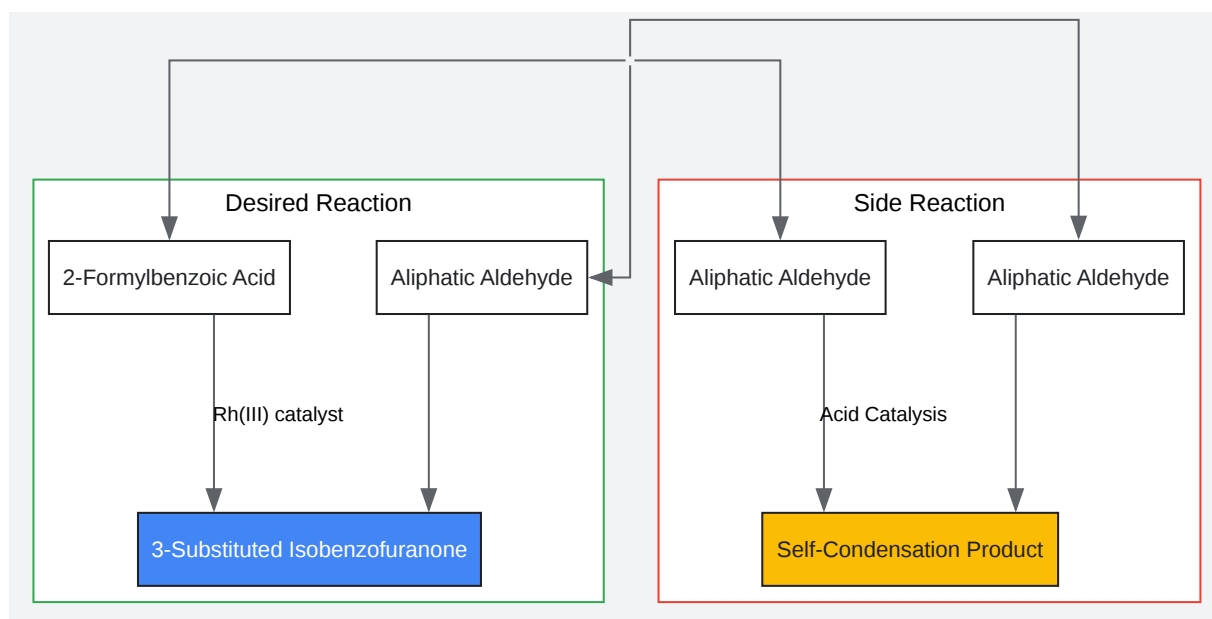 Desired Reaction
Side Reaction
2-Formylbenzoic Acid
Aliphatic Aldehyde
Aliphatic Aldehyde
Aliphatic Aldehyde
Rh(III) catalyst
Acid Catalysis
3-Substituted Isobenzofuranone
Self-Condensation Product